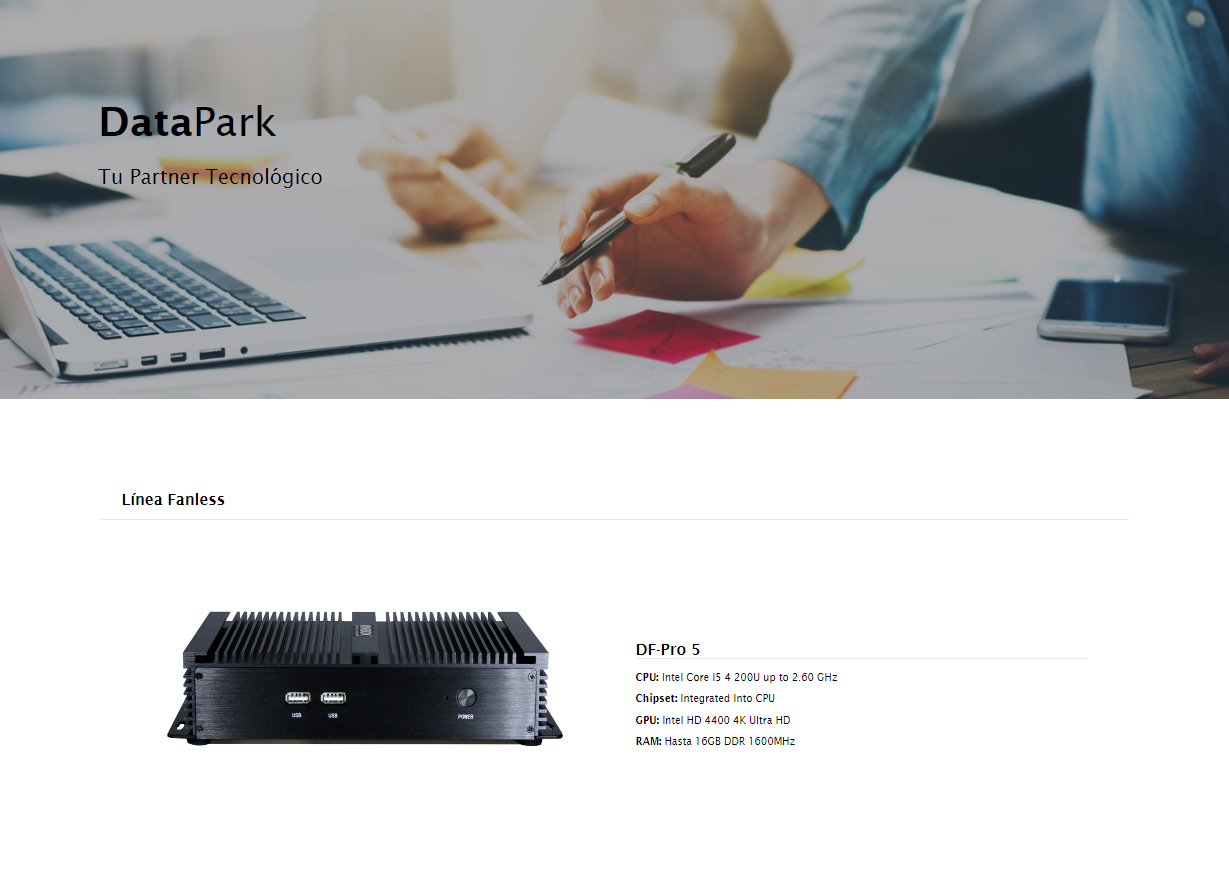 DataPark
Tu Partner Tecnológico
Línea Fanless
USB
USB
POWER
DF-Pro 5
CPU: Intel Core I5 4 200U up to 2.60 GHz
Chipset: Integrated Into CPU
GPU: Intel HD 4400 4K Ultra HD
RAM: Hasta 16GB DDR 1600MHz